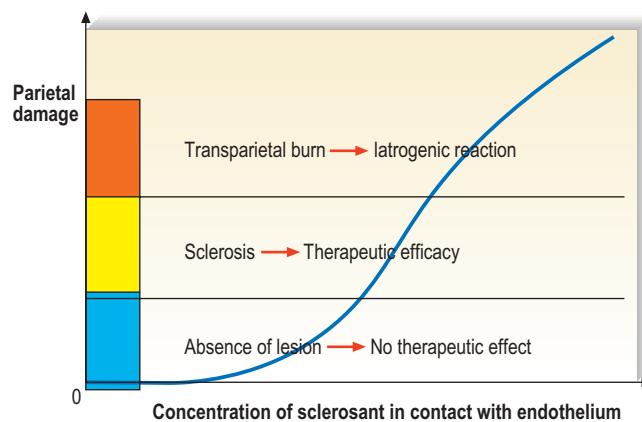 Parietal
damage
Transparietal burn → Iatrogenic reaction
Sclerosis → Therapeutic efficacy
Absence of lesion → No therapeutic effect
0
Concentration of sclerosant in contact with endothelium